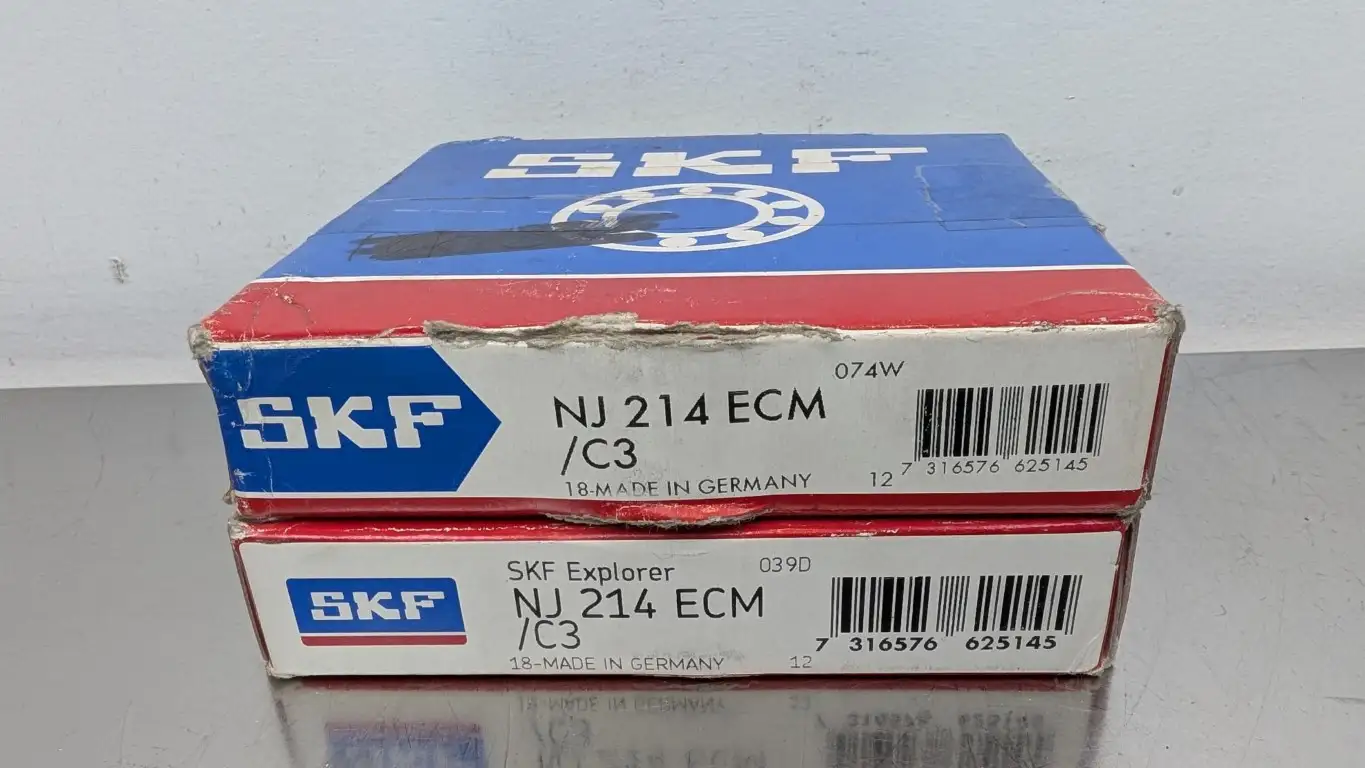 SKF
SKF
NJ 214 ECM
/C3
18-MADE IN GERMANY
074W
12
7 316576 625145
SKF
SKF Explorer
039D
NJ 214 ECM
/C3
18-MADE IN GERMANY
12
7 316576 625145